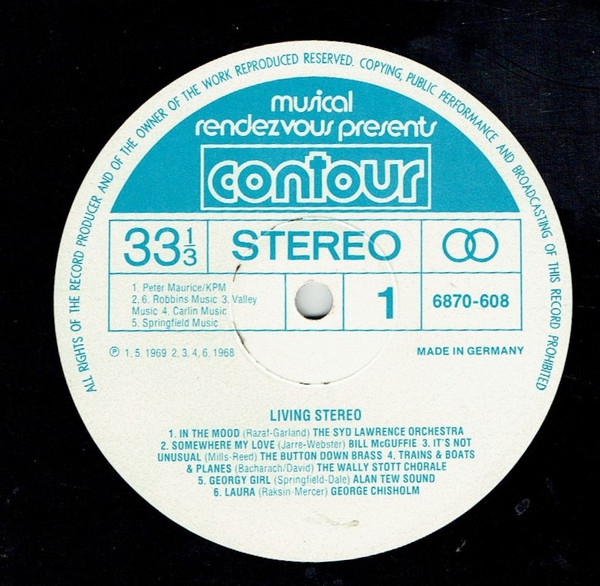 ALL RIGHTS OF THE RECORD PRODUCER AND OF THE OWNER OF THE WORK REPRODUCED RESERVED. COPYING, PUBLIC PERFORMANCE AND BROADCASTING OF THIS RECORD PROHIBITED
musical
rendezvous presents
contour
33 1/3 STEREO
1. Peter Maurice/KPM
2, 6. Robbins Music 3. Valley
Music 4. Carlin Music
5. Springfield Music
1 6870-608
℗ 1, 5. 1969 2, 3, 4, 6. 1968 MADE IN GERMANY
LIVING STEREO
1. IN THE MOOD (Razaf-Garland) THE SYD LAWRENCE ORCHESTRA
2. SOMEWHERE MY LOVE (Jarre-Webster) BILL McGUFFIE 3. IT'S NOT
UNUSUAL (Mills-Reed) THE BUTTON DOWN BRASS 4. TRAINS & BOATS
& PLANES (Bacharach/David) THE WALLY STOTT CHORALE
5. GEORGY GIRL (Springfield-Dale) ALAN TEW SOUND
6. LAURA (Raksin-Mercer) GEORGE CHISHOLM